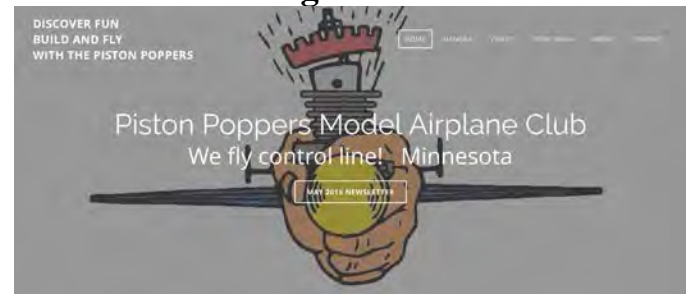 DISCOVER FUN
BUILD AND FLY
WITH THE PISTON POPPERS
HOME
Piston Poppers Model Airplane Club
We fly control line! Minnesota
MAY 2016 NEWSLETTER